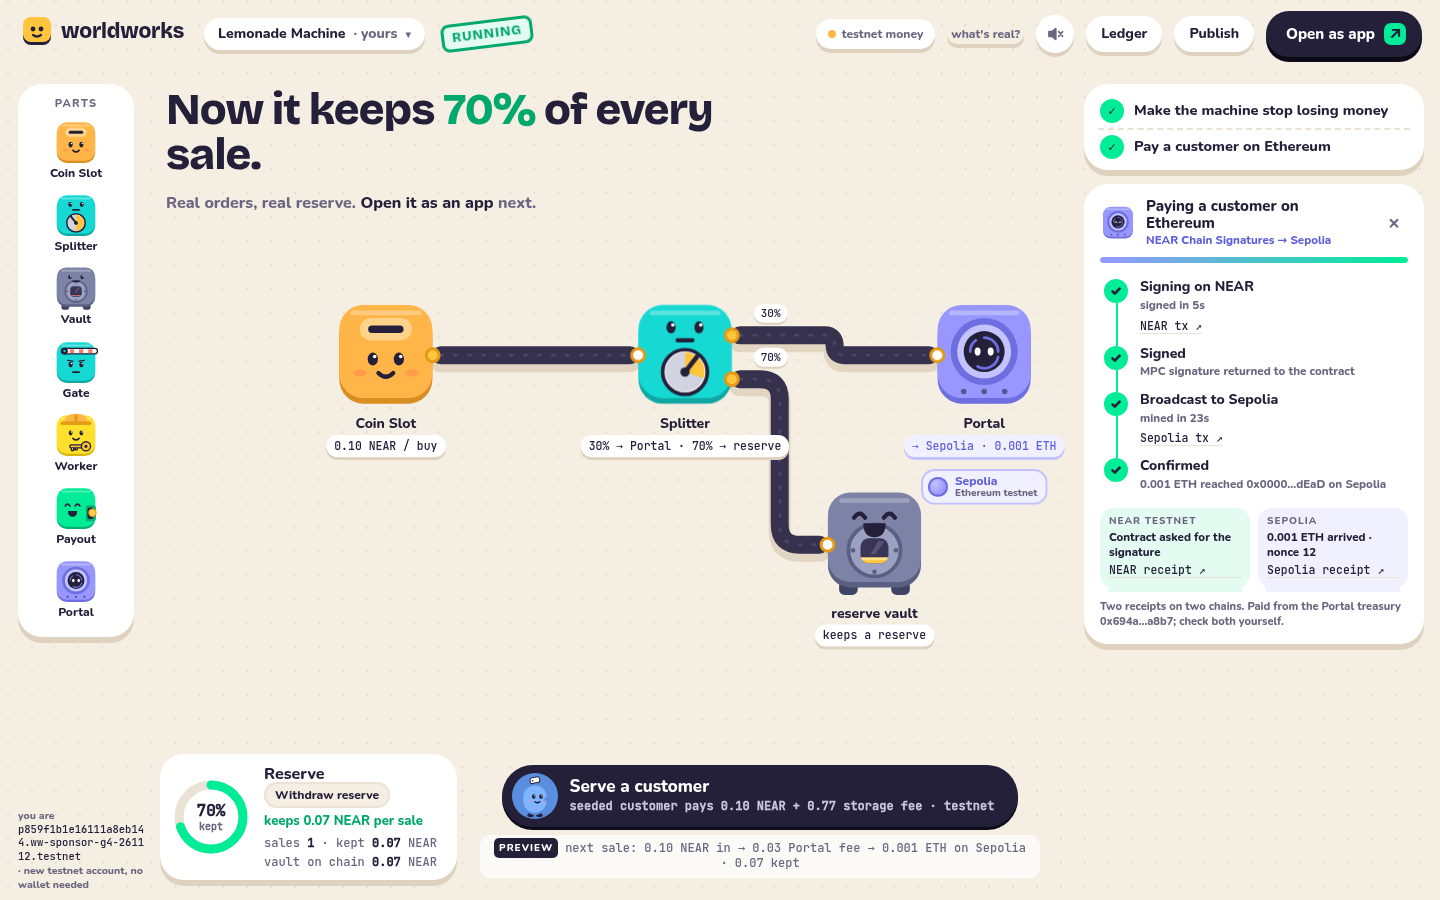 worldworks
Lemonade Machine · yours ▾
RUNNING
testnet money
what's real?
Ledger
Publish
Open as app
PARTS
Coin Slot
Splitter
Vault
Gate
Worker
Payout
Portal
Now it keeps 70% of every
sale.
Real orders, real reserve. Open it as an app next.
30%
70%
Coin Slot
0.10 NEAR / buy
Splitter
30% → Portal · 70% → reserve
Portal
→ Sepolia · 0.001 ETH
Sepolia
Ethereum testnet
reserve vault
keeps a reserve
Make the machine stop losing money
Pay a customer on Ethereum
Paying a customer on
Ethereum
NEAR Chain Signatures → Sepolia
Signing on NEAR
signed in 5s
NEAR tx ↗
Signed
MPC signature returned to the contract
Broadcast to Sepolia
mined in 23s
Sepolia tx ↗
Confirmed
0.001 ETH reached 0x0000…dEaD on Sepolia
NEAR TESTNET
Contract asked for the
signature
NEAR receipt ↗
SEPOLIA
0.001 ETH arrived ·
nonce 12
Sepolia receipt ↗
Two receipts on two chains. Paid from the Portal treasury
0x694a…a8b7; check both yourself.
you are
p859f1b1e16111a8eb14
4.ww-sponsor-g4-2611
12.testnet
· new testnet account, no
wallet needed
70%
kept
Reserve
Withdraw reserve
keeps 0.07 NEAR per sale
sales 1 · kept 0.07 NEAR
vault on chain 0.07 NEAR
Serve a customer
seeded customer pays 0.10 NEAR + 0.77 storage fee · testnet
PREVIEW next sale: 0.10 NEAR in → 0.03 Portal fee → 0.001 ETH on Sepolia
· 0.07 kept